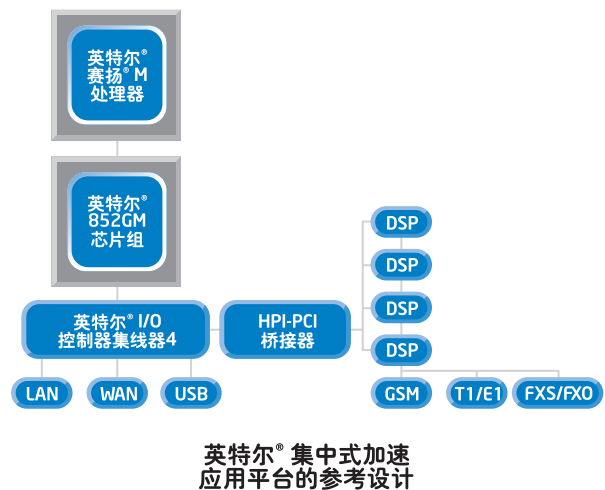 英特尔®
赛扬® M
处理器
英特尔®
852GM
芯片组
英特尔® I/O
控制器集线器4
HPI-PCI
桥接器
DSP
DSP
DSP
DSP
LAN
WAN
USB
GSM
T1/E1
FXS/FXO
英特尔® 集中式加速
应用平台的参考设计